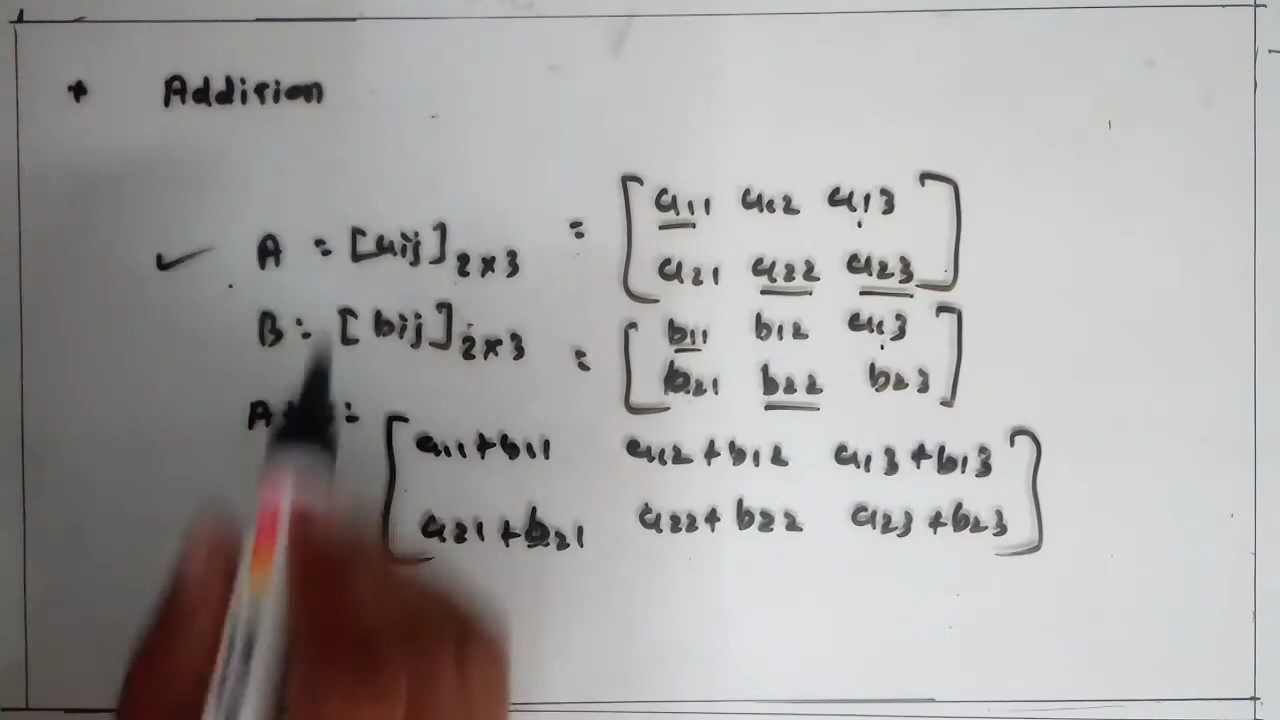 + Addition
A = [aij]2×3 = [a11 a12 a13
a21 a22 a23]
B = [bij]2×3 = [b11 b12 a13
b21 b22 b23]
A = [a11+b11 a12+b12 a13+b13
a21+b21 a22+b22 a23+b23]